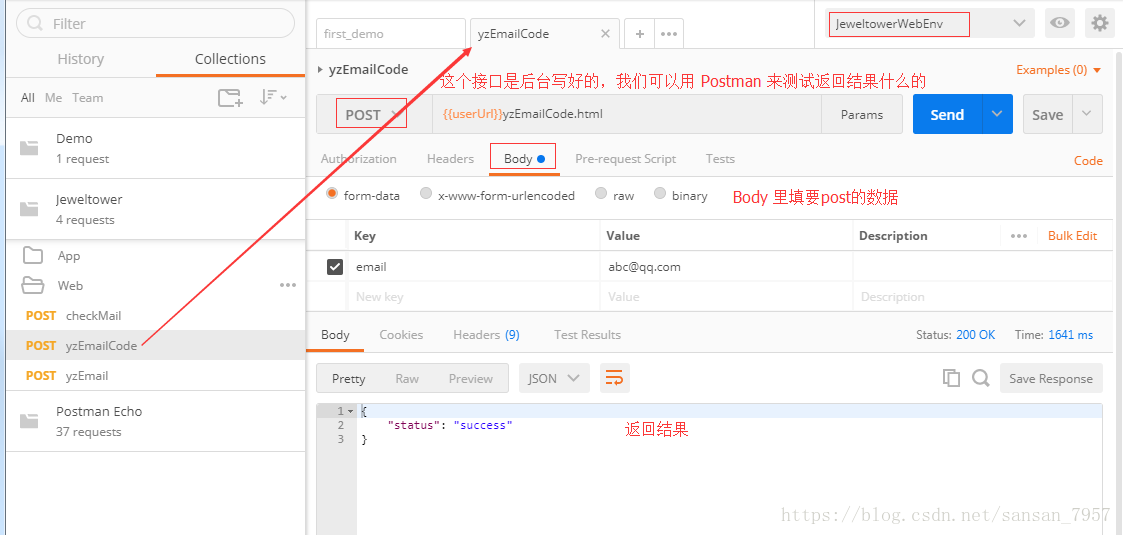 Filter
History
Collections
All
Me
Team
Demo
1 request
Jeweltower
4 requests
App
Web
POST checkMail
POST yzEmailCode
POST yzEmail
Postman Echo
37 requests
first_demo
yzEmailCode
JeweltowerWebEnv
yzEmailCode
这个接口是后台写好的，我们可以用 Postman 来测试返回结果什么的
Examples (0)
POST
{{userUrl}}yzEmailCode.html
Params
Send
Save
Authorization
Headers
Body
Pre-request Script
Tests
Code
form-data
x-www-form-urlencoded
raw
binary
Body 里填要post的数据
Key
Value
Description
Bulk Edit
email
abc@qq.com
New key
Value
Description
Body
Cookies
Headers (9)
Test Results
Status: 200 OK
Time: 1641 ms
Pretty
Raw
Preview
JSON
Save Response
1 {
2 "status": "success"
3 }
返回结果
https://blog.csdn.net/sansan_7957